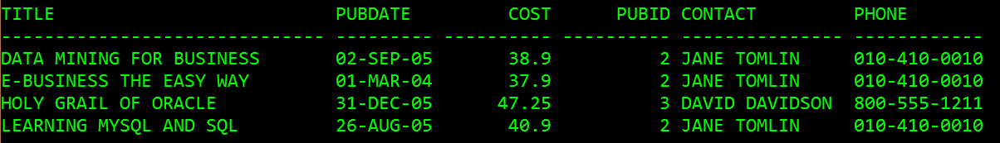 TITLE                          PUBDATE         COST      PUBID CONTACT         PHONE
------------------------------ --------- ---------- ---------- --------------- ------------
DATA MINING FOR BUSINESS       02-SEP-05       38.9          2 JANE TOMLIN     010-410-0010
E-BUSINESS THE EASY WAY        01-MAR-04       37.9          2 JANE TOMLIN     010-410-0010
HOLY GRAIL OF ORACLE           31-DEC-05      47.25          3 DAVID DAVIDSON  800-555-1211
LEARNING MYSQL AND SQL         26-AUG-05       40.9          2 JANE TOMLIN     010-410-0010